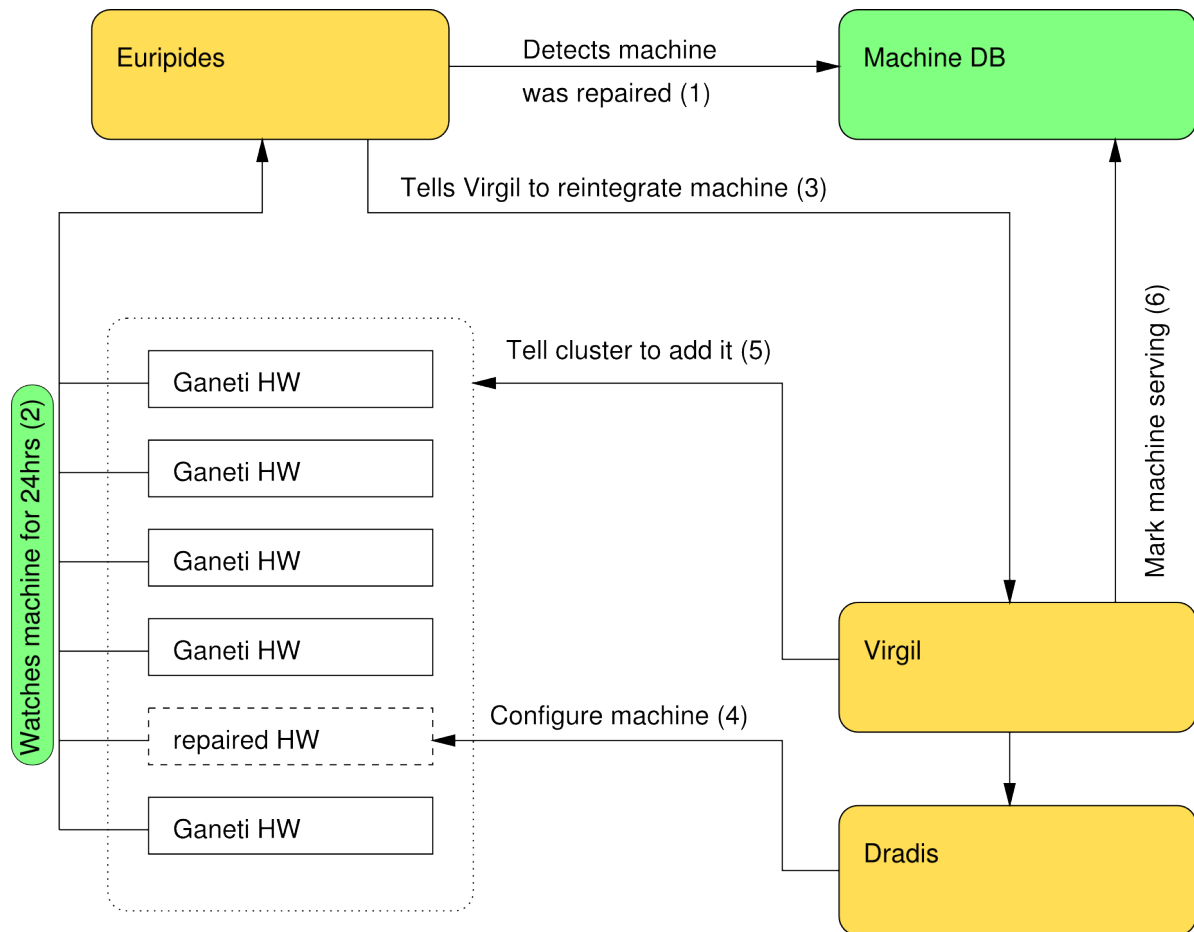 Euripides
Detects machine
was repaired (1)
Machine DB
Tells Virgil to reintegrate machine (3)
Mark machine serving (6)
Tell cluster to add it (5)
Watches machine for 24hrs (2)
Ganeti HW
Ganeti HW
Ganeti HW
Ganeti HW
repaired HW
Ganeti HW
Configure machine (4)
Virgil
Dradis